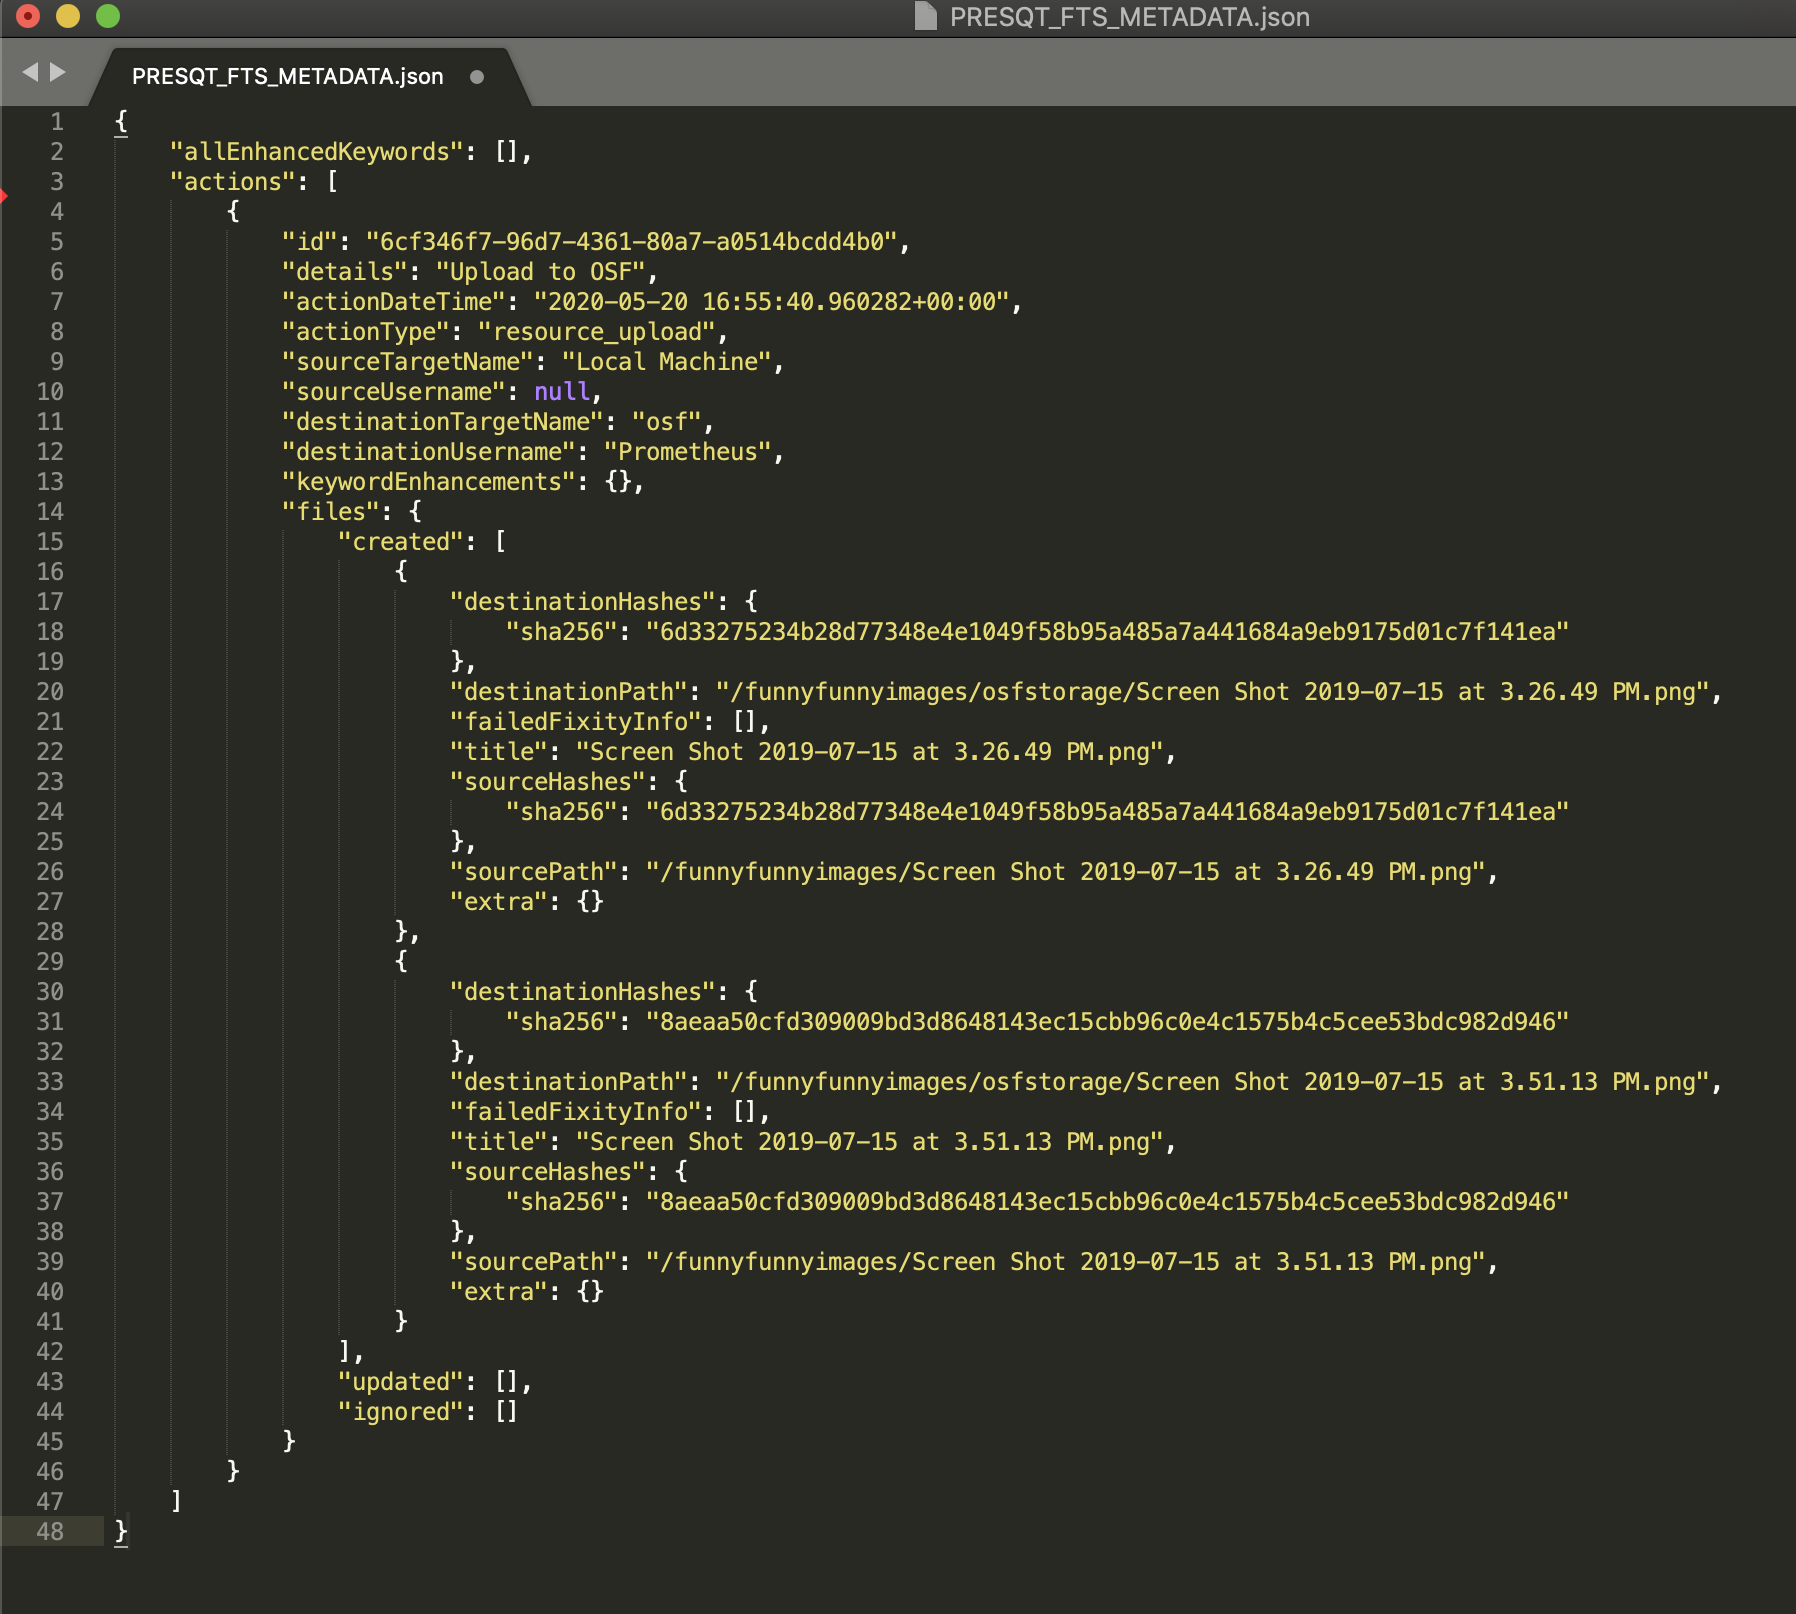 PRESQT_FTS_METADATA.json
PRESQT_FTS_METADATA.json
1 {
2     "allEnhancedKeywords": [],
3     "actions": [
4         {
5             "id": "6cf346f7-96d7-4361-80a7-a0514bcdd4b0",
6             "details": "Upload to OSF",
7             "actionDateTime": "2020-05-20 16:55:40.960282+00:00",
8             "actionType": "resource_upload",
9             "sourceTargetName": "Local Machine",
10             "sourceUsername": null,
11             "destinationTargetName": "osf",
12             "destinationUsername": "Prometheus",
13             "keywordEnhancements": {},
14             "files": {
15                 "created": [
16                     {
17                         "destinationHashes": {
18                             "sha256": "6d33275234b28d77348e4e1049f58b95a485a7a441684a9eb9175d01c7f141ea"
19                         },
20                         "destinationPath": "/funnyfunnyimages/osfstorage/Screen Shot 2019-07-15 at 3.26.49 PM.png",
21                         "failedFixityInfo": [],
22                         "title": "Screen Shot 2019-07-15 at 3.26.49 PM.png",
23                         "sourceHashes": {
24                             "sha256": "6d33275234b28d77348e4e1049f58b95a485a7a441684a9eb9175d01c7f141ea"
25                         },
26                         "sourcePath": "/funnyfunnyimages/Screen Shot 2019-07-15 at 3.26.49 PM.png",
27                         "extra": {}
28                     },
29                     {
30                         "destinationHashes": {
31                             "sha256": "8aeaa50cfd309009bd3d8648143ec15cbb96c0e4c1575b4c5cee53bdc982d946"
32                         },
33                         "destinationPath": "/funnyfunnyimages/osfstorage/Screen Shot 2019-07-15 at 3.51.13 PM.png",
34                         "failedFixityInfo": [],
35                         "title": "Screen Shot 2019-07-15 at 3.51.13 PM.png",
36                         "sourceHashes": {
37                             "sha256": "8aeaa50cfd309009bd3d8648143ec15cbb96c0e4c1575b4c5cee53bdc982d946"
38                         },
39                         "sourcePath": "/funnyfunnyimages/Screen Shot 2019-07-15 at 3.51.13 PM.png",
40                         "extra": {}
41                     }
42                 ],
43                 "updated": [],
44                 "ignored": []
45             }
46         }
47     ]
48 }